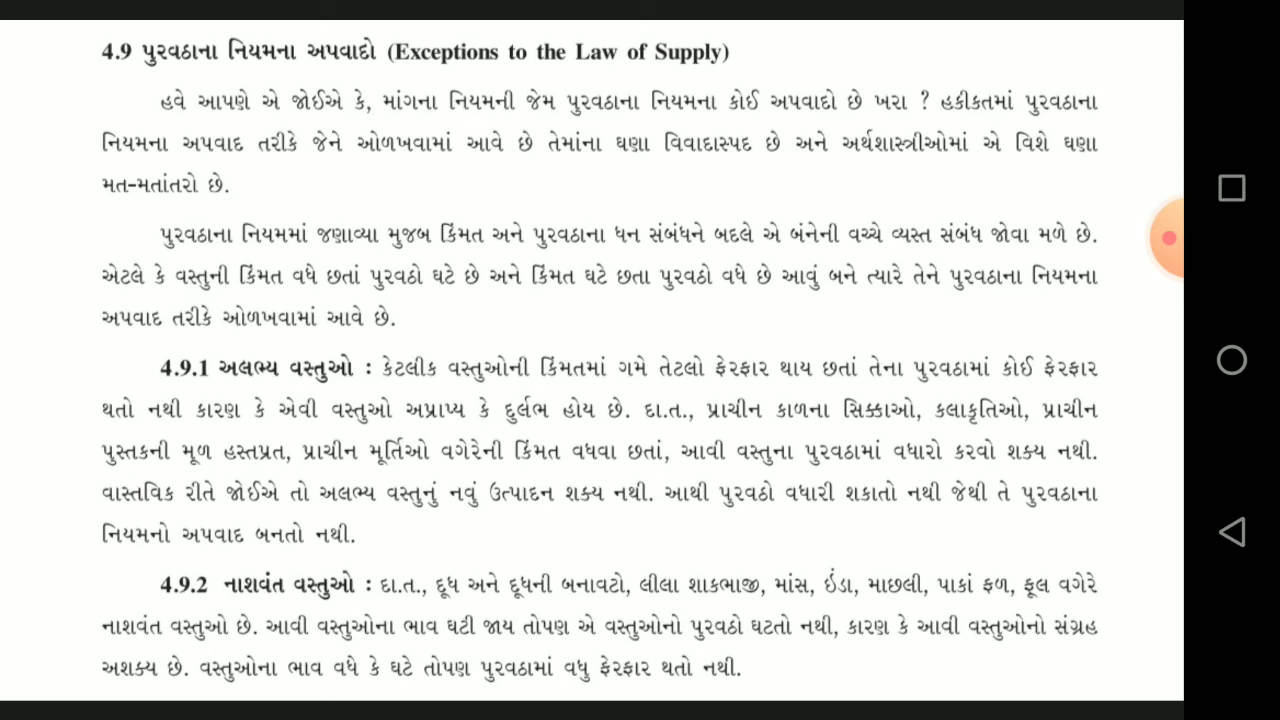 4.9 પુરવઠાના નિયમના અપવાદો (Exceptions to the Law of Supply)
હવે આપણે એ જોઈએ કે, માંગના નિયમની જેમ પુરવઠાના નિયમના કોઈ અપવાદો છે ખરા ? હકીકતમાં પુરવઠાના
નિયમના અપવાદ તરીકે જેને ઓળખવામાં આવે છે તેમાંના ઘણા વિવાદાસ્પદ છે અને અર્થશાસ્ત્રીઓમાં એ વિશે ઘણા
મત-મતાંતરો છે.
પુરવઠાના નિયમમાં જણાવ્યા મુજબ કિંમત અને પુરવઠાના ધન સંબંધને બદલે એ બંનેની વચ્ચે વ્યસ્ત સંબંધ જોવા મળે છે.
એટલે કે વસ્તુની કિંમત વધે છતાં પુરવઠો ઘટે છે અને કિંમત ઘટે છતા પુરવઠો વધે છે આવું બને ત્યારે તેને પુરવઠાના નિયમના
અપવાદ તરીકે ઓળખવામાં આવે છે.
4.9.1 અલભ્ય વસ્તુઓ : કેટલીક વસ્તુઓની કિંમતમાં ગમે તેટલો ફેરફાર થાય છતાં તેના પુરવઠામાં કોઈ ફેરફાર
થતો નથી કારણ કે એવી વસ્તુઓ અપ્રાપ્ય કે દુર્લભ હોય છે. દા.ત., પ્રાચીન કાળના સિક્કાઓ, કલાકૃતિઓ, પ્રાચીન
પુસ્તકની મૂળ હસ્તપ્રત, પ્રાચીન મૂર્તિઓ વગેરેની કિંમત વધવા છતાં, આવી વસ્તુના પુરવઠામાં વધારો કરવો શક્ય નથી.
વાસ્તવિક રીતે જોઈએ તો અલભ્ય વસ્તુનું નવું ઉત્પાદન શક્ય નથી. આથી પુરવઠો વધારી શકાતો નથી જેથી તે પુરવઠાના
નિયમનો અપવાદ બનતો નથી.
4.9.2 નાશવંત વસ્તુઓ : દા.ત., દૂધ અને દૂધની બનાવટો, લીલા શાકભાજી, માંસ, ઈંડા, માછલી, પાકાં ફળ, ફૂલ વગેરે
નાશવંત વસ્તુઓ છે. આવી વસ્તુઓના ભાવ ઘટી જાય તોપણ એ વસ્તુઓનો પુરવઠો ઘટતો નથી, કારણ કે આવી વસ્તુઓનો સંગ્રહ
અશક્ય છે. વસ્તુઓના ભાવ વધે કે ઘટે તોપણ પુરવઠામાં વધુ ફેરફાર થતો નથી.